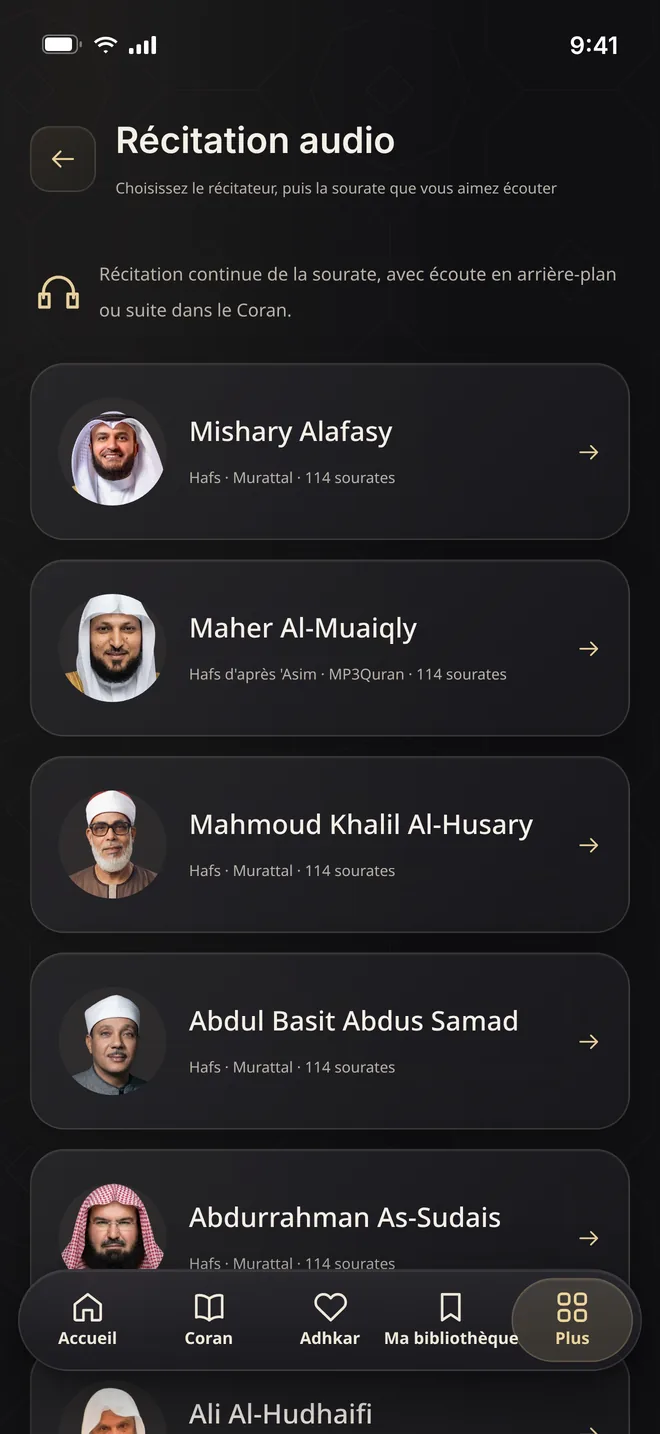 9:41
Récitation audio
Choisissez le récitateur, puis la sourate que vous aimez écouter
Récitation continue de la sourate, avec écoute en arrière-plan
ou suite dans le Coran.
Mishary Alafasy
Hafs · Murattal · 114 sourates
Maher Al-Muaiqly
Hafs d'après 'Asim · MP3Quran · 114 sourates
Mahmoud Khalil Al-Husary
Hafs · Murattal · 114 sourates
Abdul Basit Abdus Samad
Hafs · Murattal · 114 sourates
Abdurrahman As-Sudais
Hafs · Murattal · 114 sourates
Accueil
Coran
Adhkar
Ma bibliothèque
Plus
Ali Al-Hudhaifi